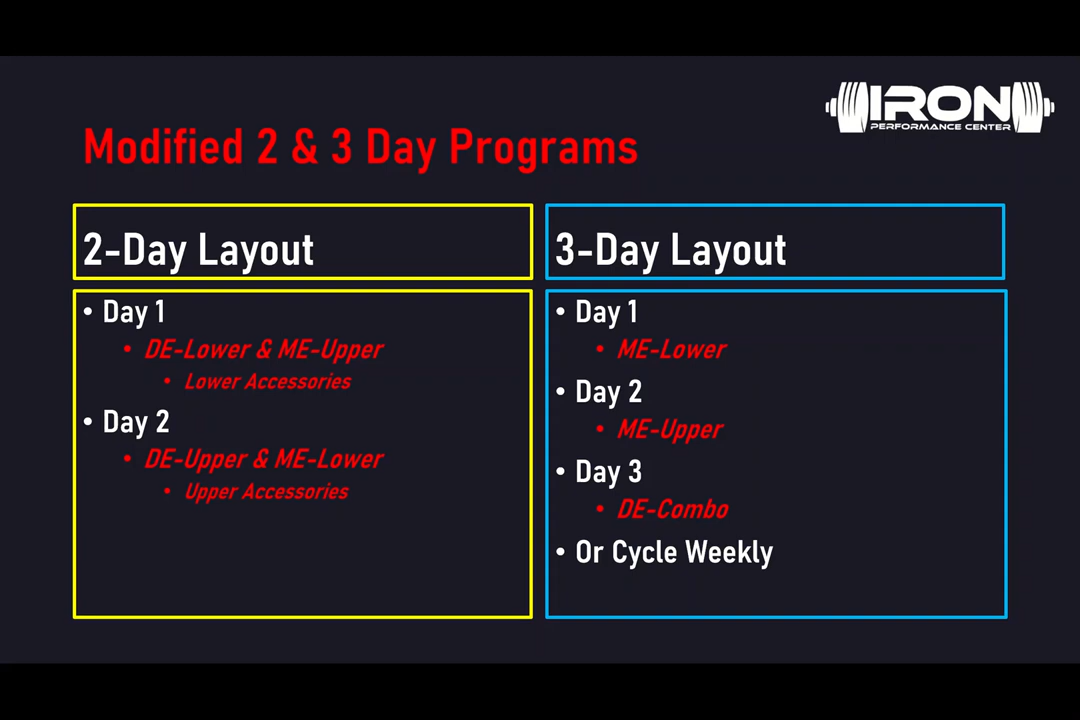 IRON
PERFORMANCE CENTER
Modified 2 & 3 Day Programs
2-Day Layout
• Day 1
• DE-Lower & ME-Upper
• Lower Accessories
• Day 2
• DE-Upper & ME-Lower
• Upper Accessories
3-Day Layout
• Day 1
• ME-Lower
• Day 2
• ME-Upper
• Day 3
• DE-Combo
• Or Cycle Weekly